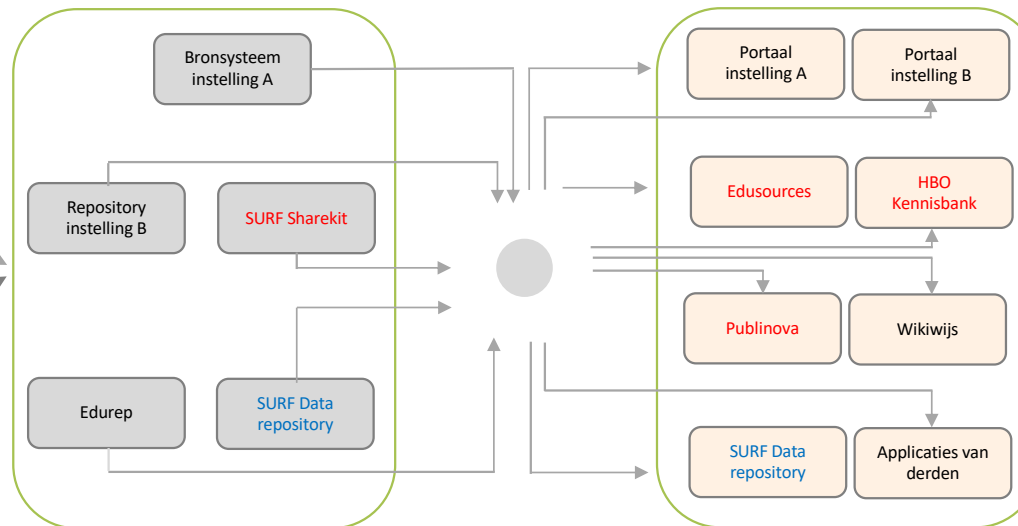 Bronsysteem
instelling A
Repository
instelling B
SURF Sharekit
Edurep
SURF Data
repository
Portaal
instelling A
Portaal
instelling B
Edusources
HBO
Kennisbank
Publinova
Wikiwijs
SURF Data
repository
Applicaties van
derden